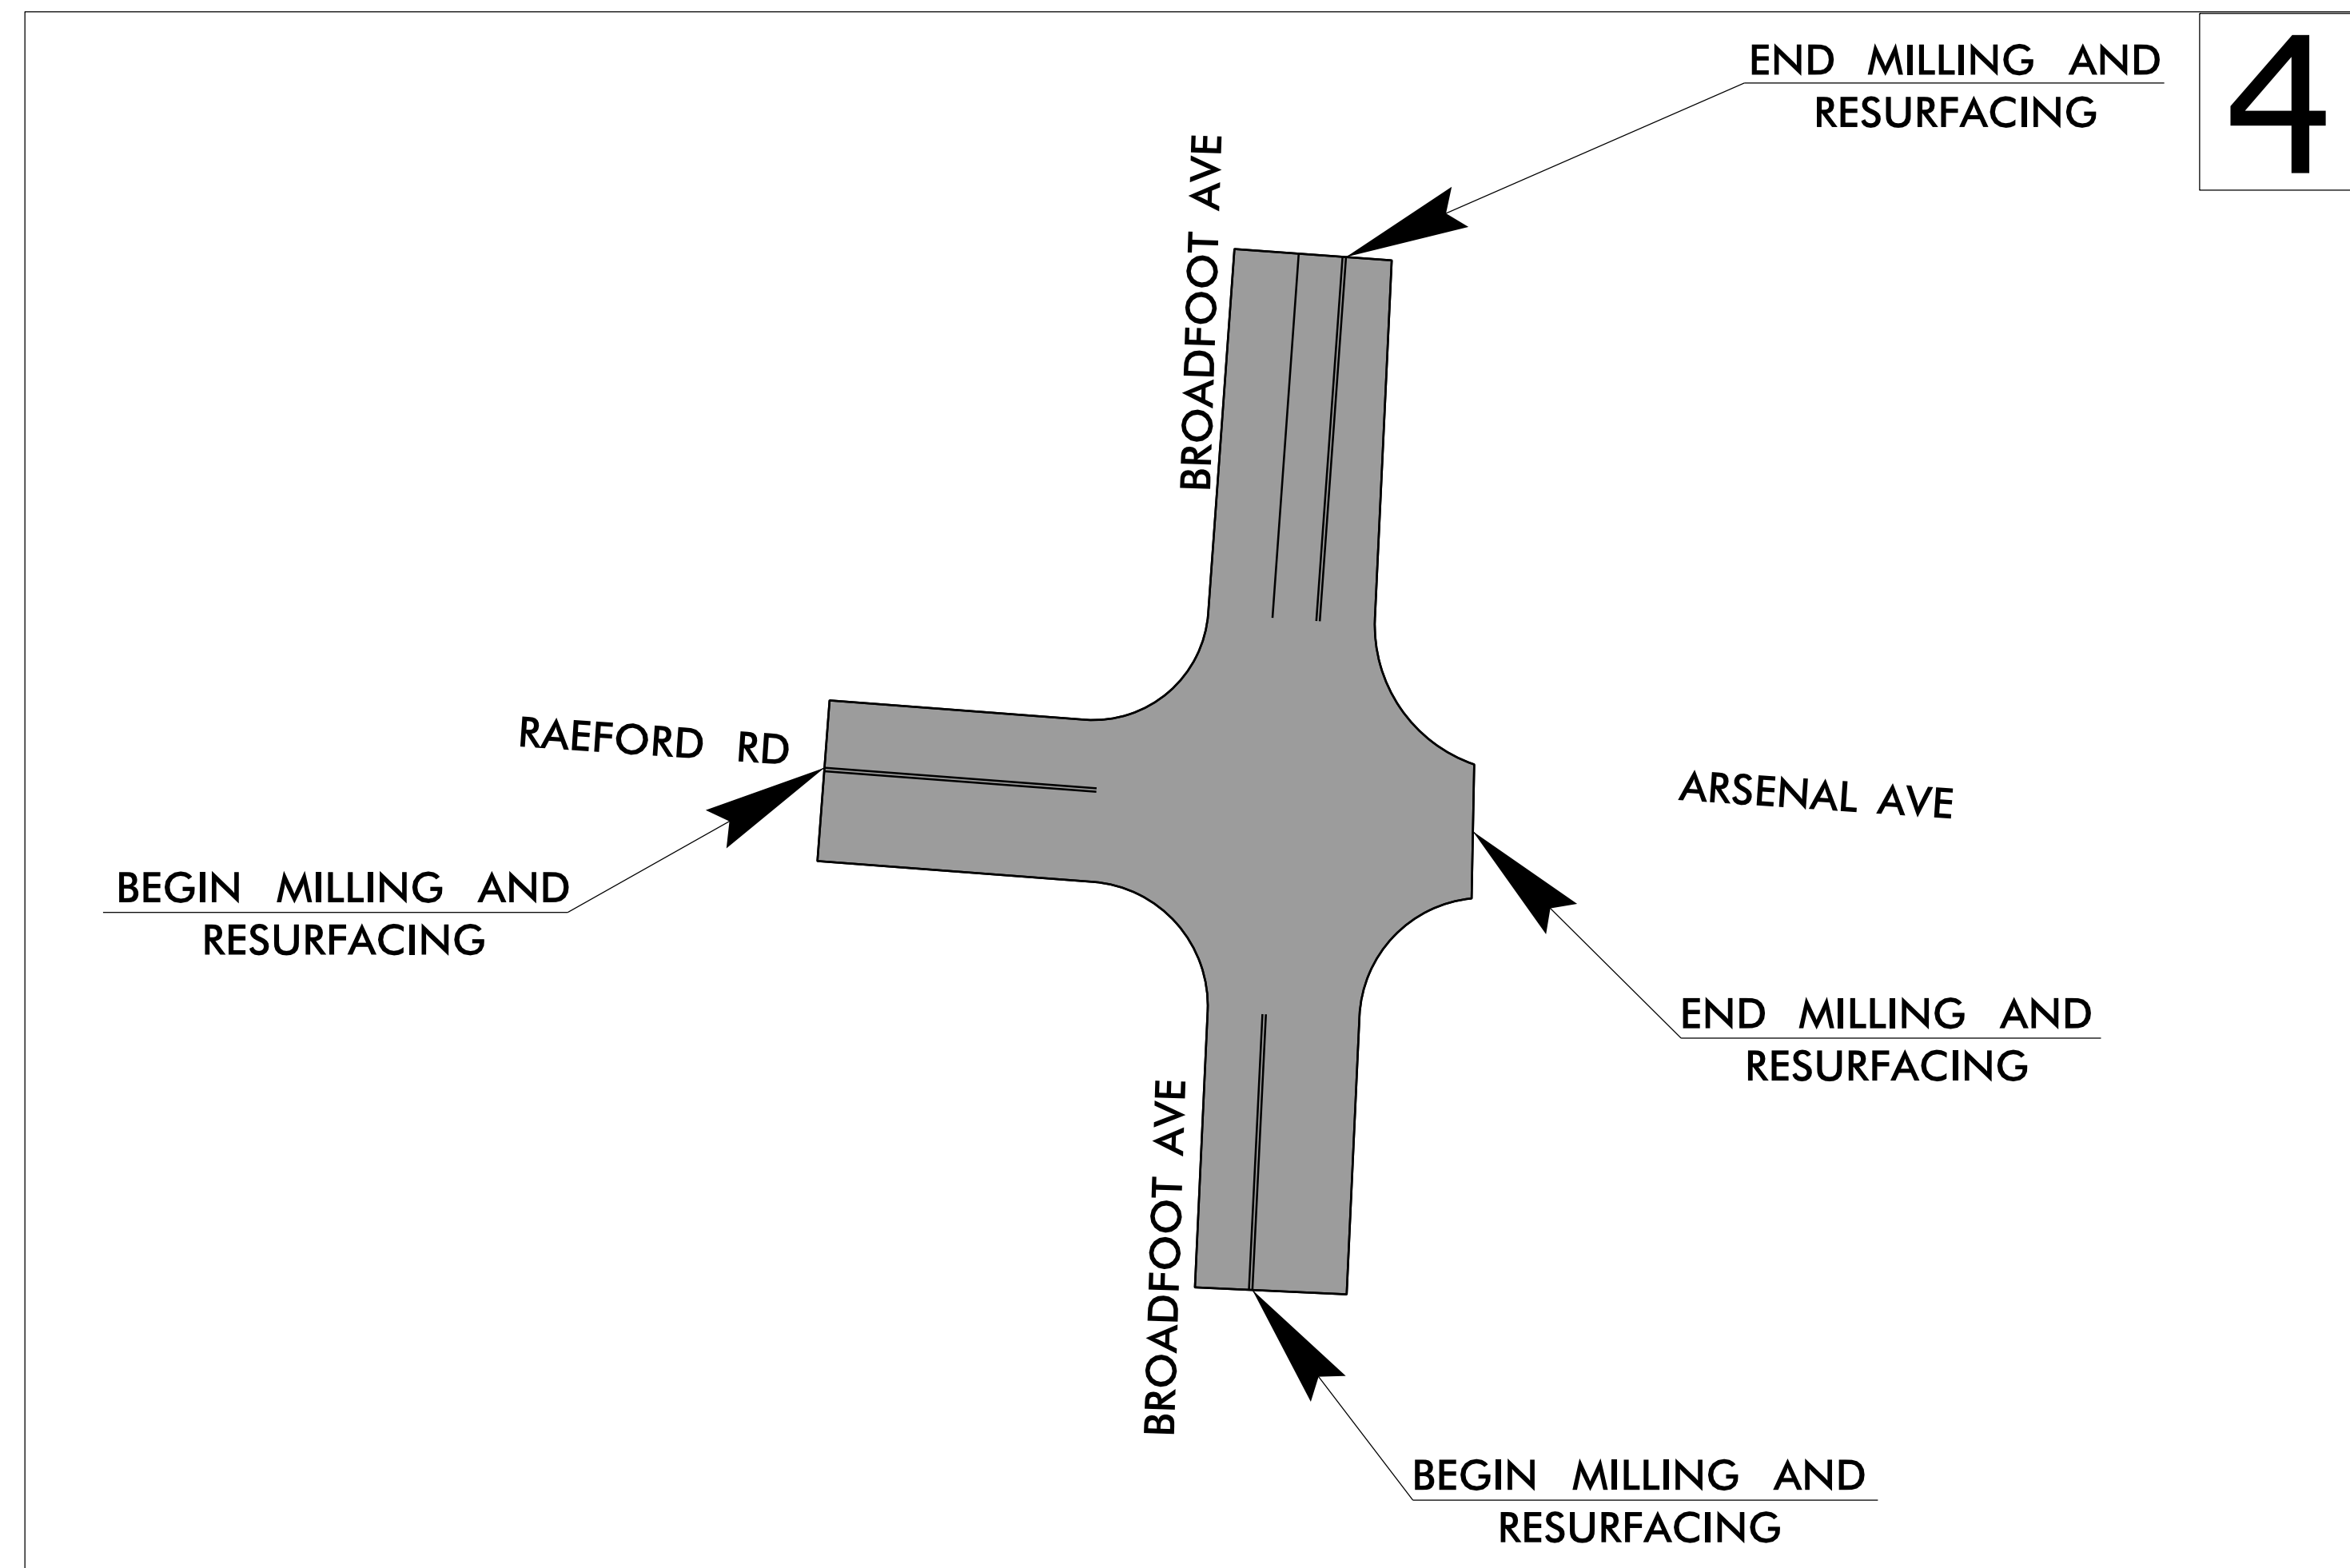 END MILLING AND
RESURFACING
4
BROADFOOT AVE
RAEFORD RD
ARSENAL AVE
BEGIN MILLING AND
RESURFACING
END MILLING AND
RESURFACING
BROADFOOT AVE
BEGIN MILLING AND
RESURFACING